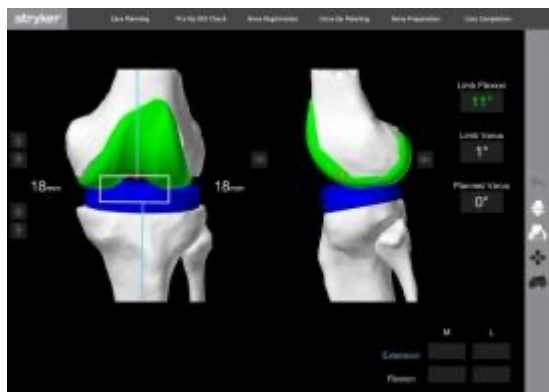 stryker Case Planning Pre-Op RIO Check Bone Registration Intra-Op Planning Bone Preparation Case Completion
Limb Flexion
11°
Limb Varus
1°
18mm 18mm
Planned Varus
0°
M L
Extension
Flexion